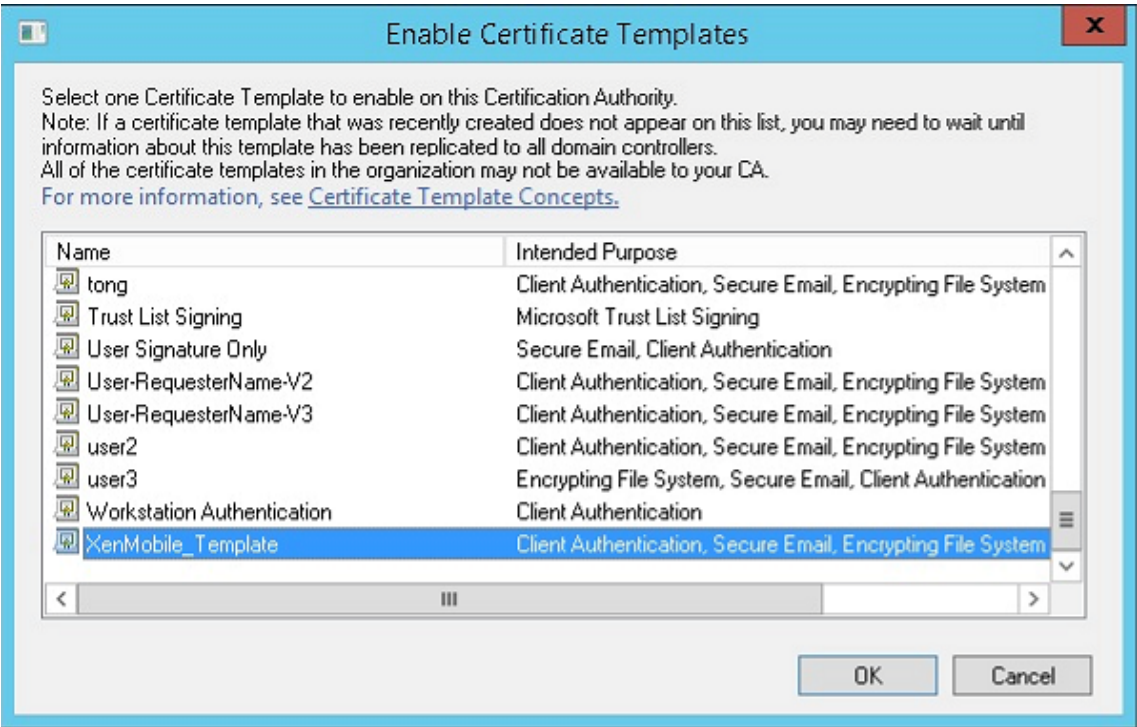 Enable Certificate Templates
x
Select one Certificate Template to enable on this Certification Authority.
Note: If a certificate template that was recently created does not appear on this list, you may need to wait until
information about this template has been replicated to all domain controllers.
All of the certificate templates in the organization may not be available to your CA.
For more information, see Certificate Template Concepts.
Name Intended Purpose
tong Client Authentication, Secure Email, Encrypting File System
Trust List Signing Microsoft Trust List Signing
User Signature Only Secure Email, Client Authentication
User-RequesterName-V2 Client Authentication, Secure Email, Encrypting File System
User-RequesterName-V3 Client Authentication, Secure Email, Encrypting File System
user2 Client Authentication, Secure Email, Encrypting File System
user3 Encrypting File System, Secure Email, Client Authentication
Workstation Authentication Client Authentication
XenMobile_Template Client Authentication, Secure Email, Encrypting File System
OK Cancel